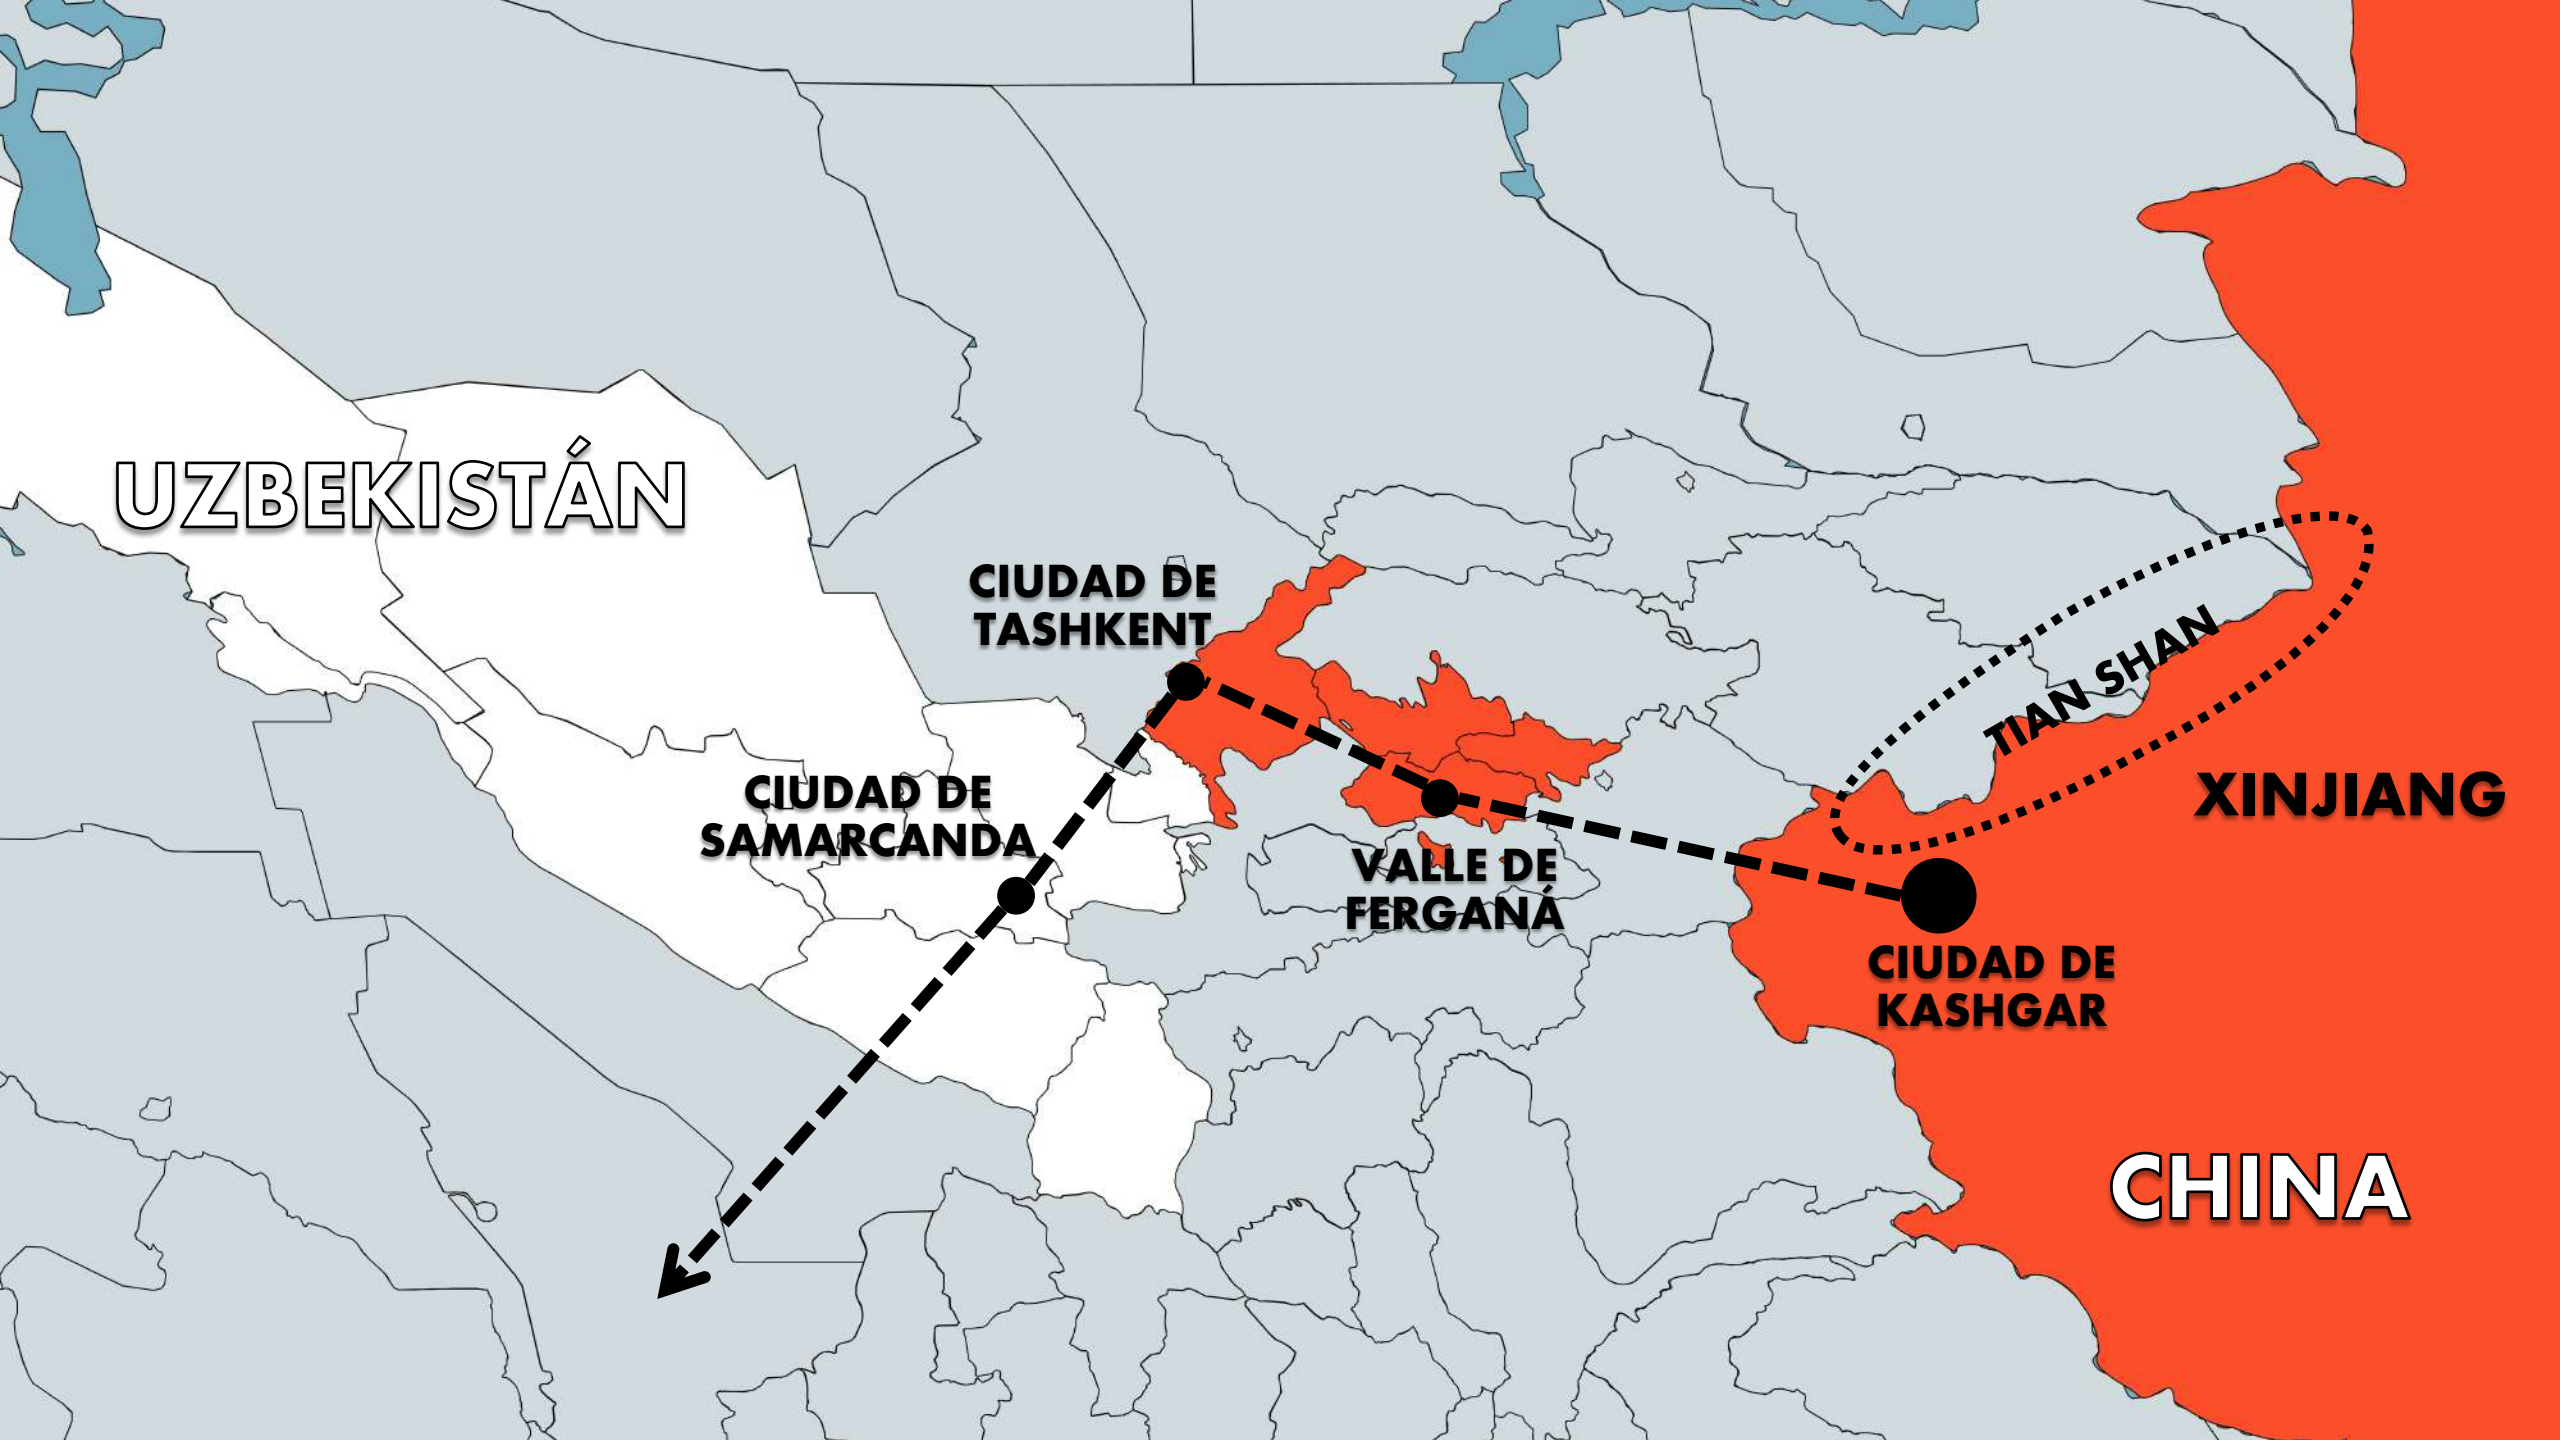 UZBEKISTÁN
CIUDAD DE
TASHKENT
TIAN SHAN
XINJIANG
CIUDAD DE
SAMARCANDA
VALLE DE
FERGANÁ
CIUDAD DE
KASHGAR
CHINA